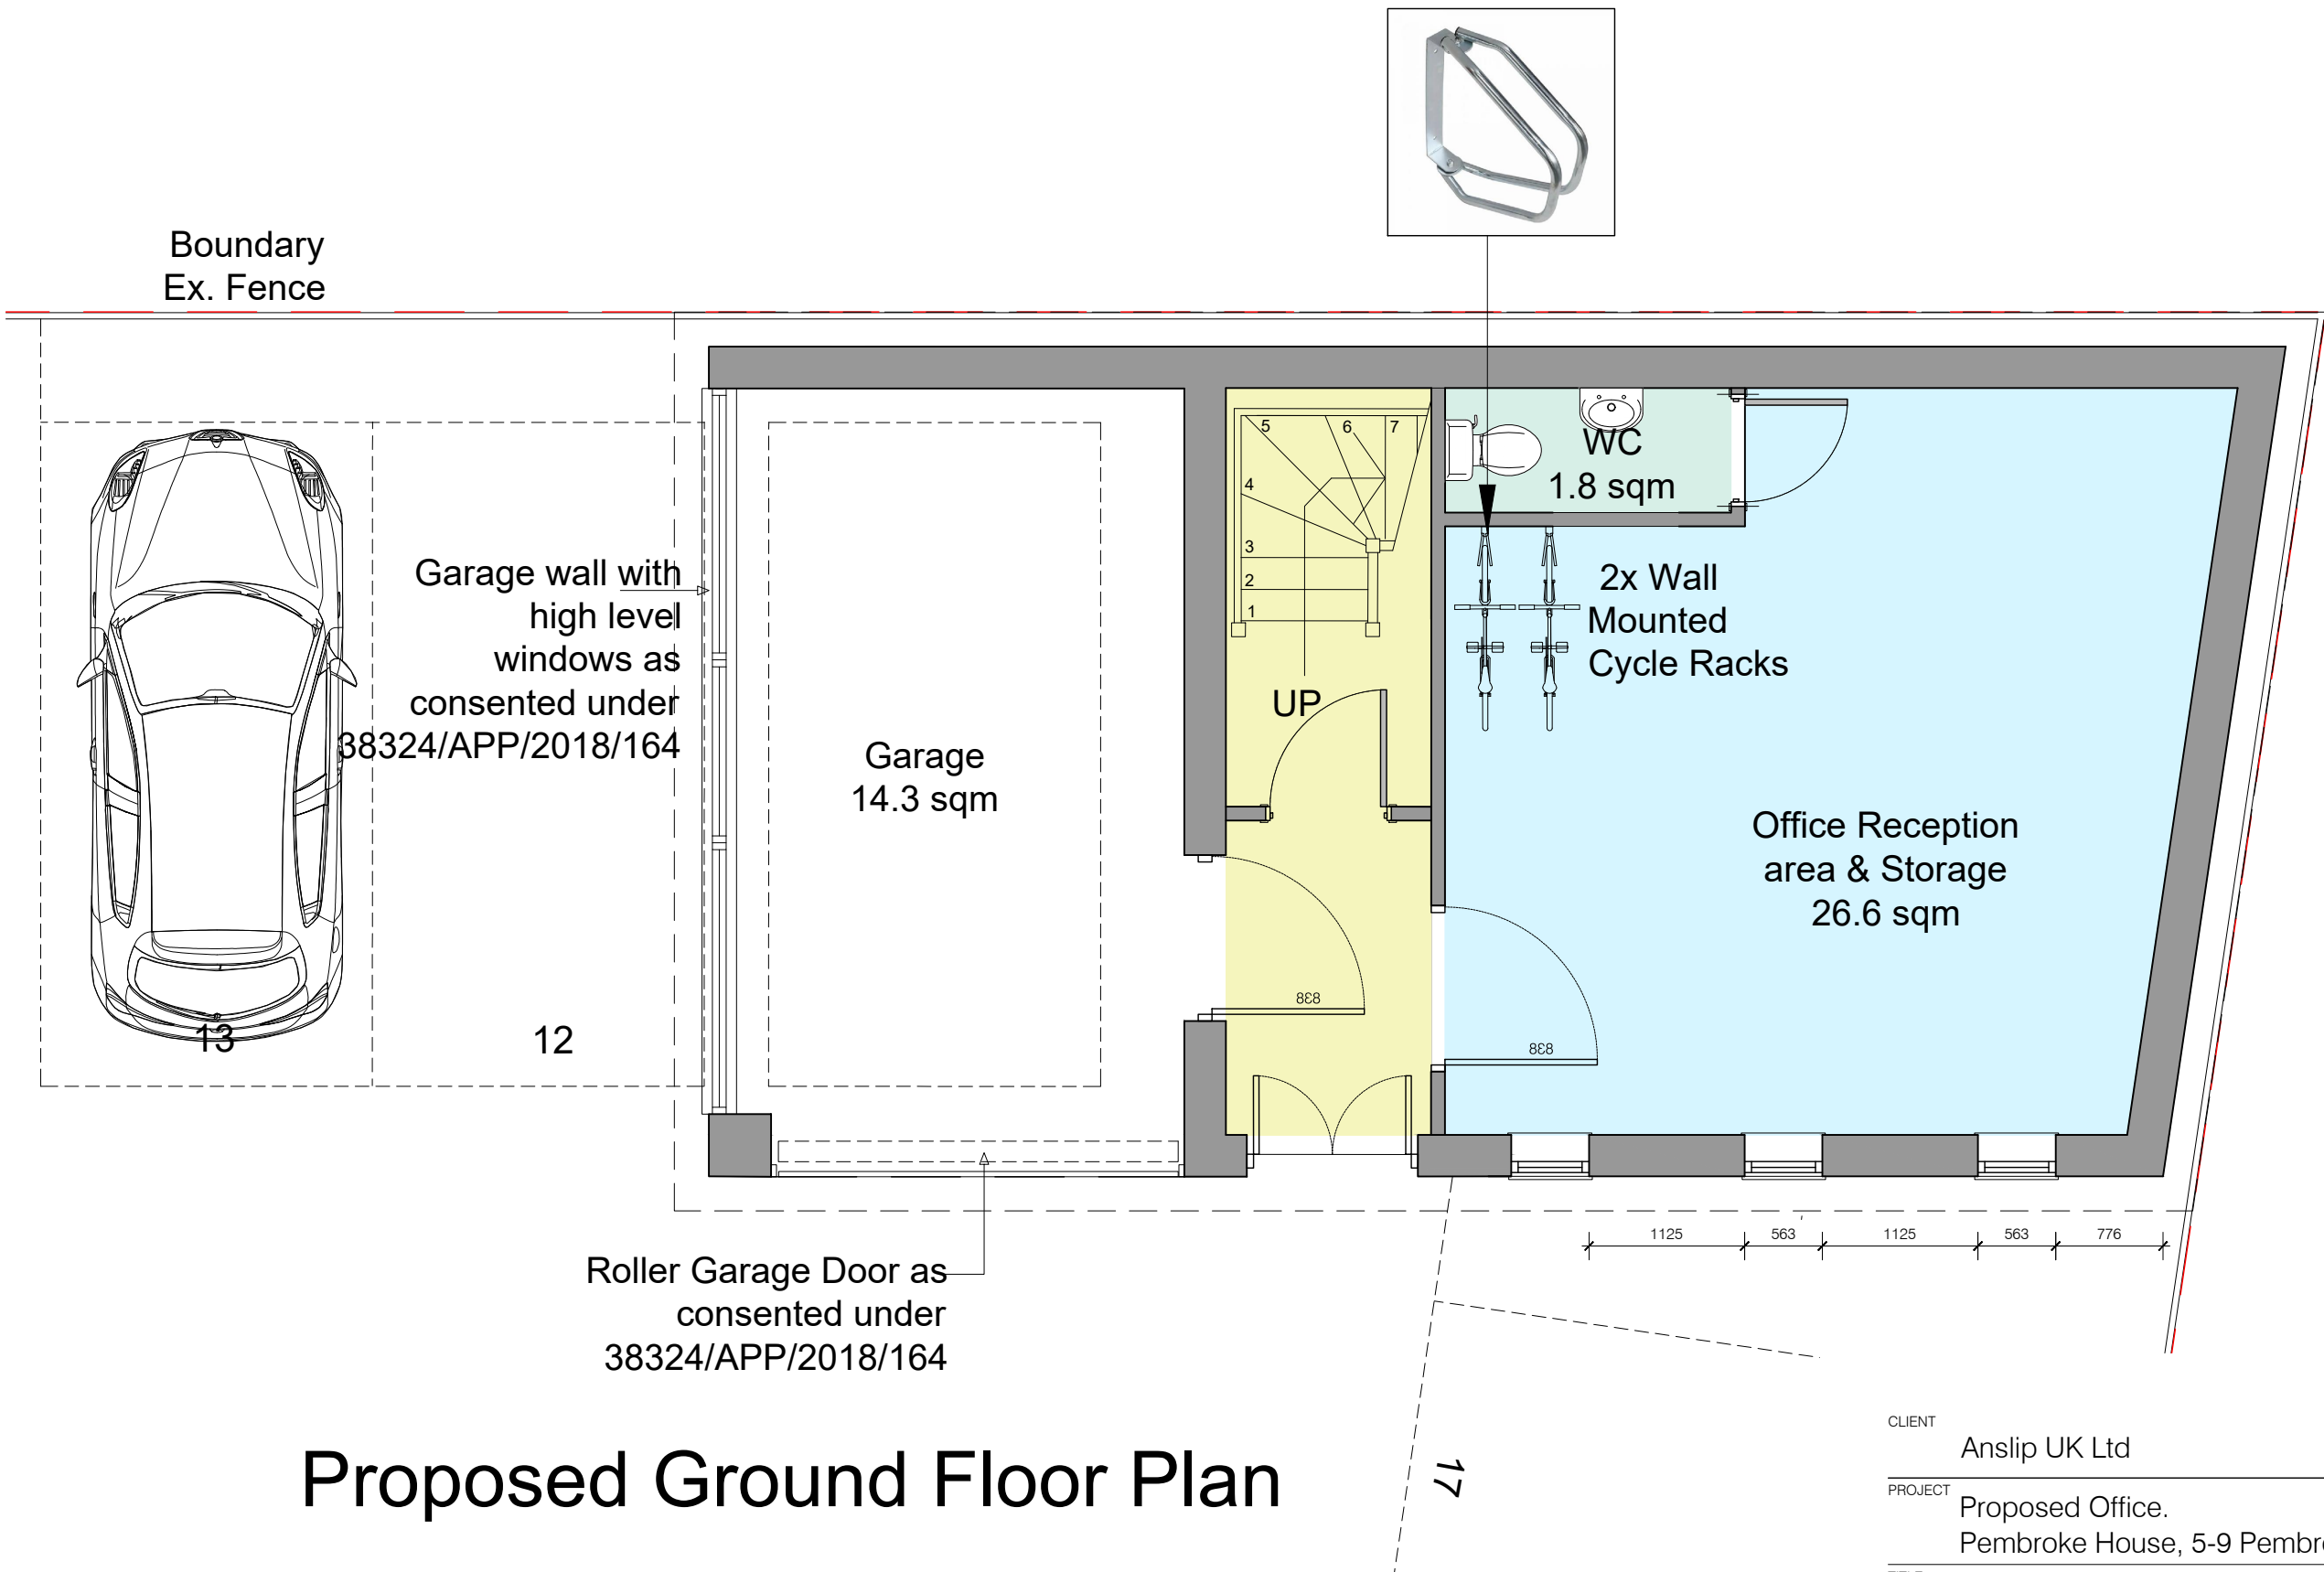 Boundary
Ex. Fence
Garage wall with
high level
windows as
consented under
38324/APP/2018/164
Garage
14.3 sqm
5
6
7
4
3
2
1
UP
WC
1.8 sqm
2x Wall
Mounted
Cycle Racks
Office Reception
area & Storage
26.6 sqm
838
838
13
12
1125
563
1125
563
776
Roller Garage Door as
consented under
38324/APP/2018/164
17
Proposed Ground Floor Plan
CLIENT
Anslip UK Ltd
PROJECT
Proposed Office.
Pembroke House, 5-9 Pembr